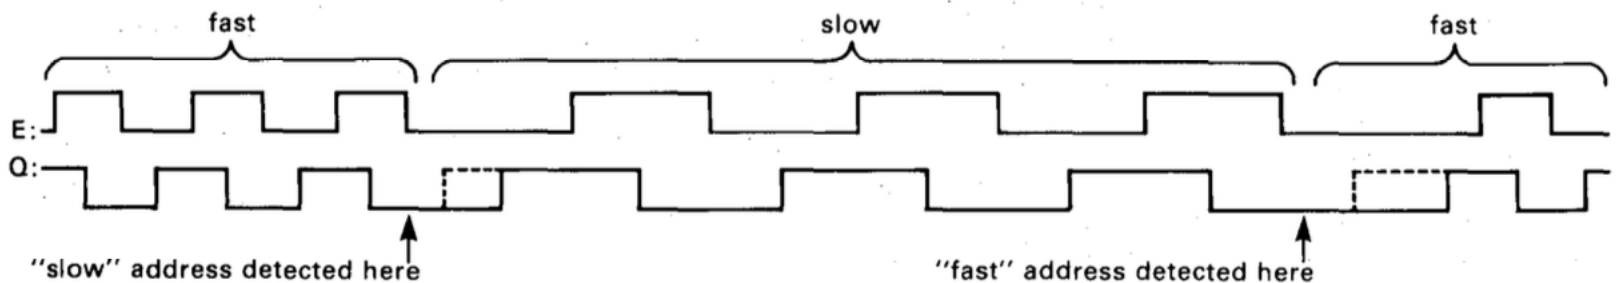 fast slow fast
E:
Q:
"slow" address detected here "fast" address detected here